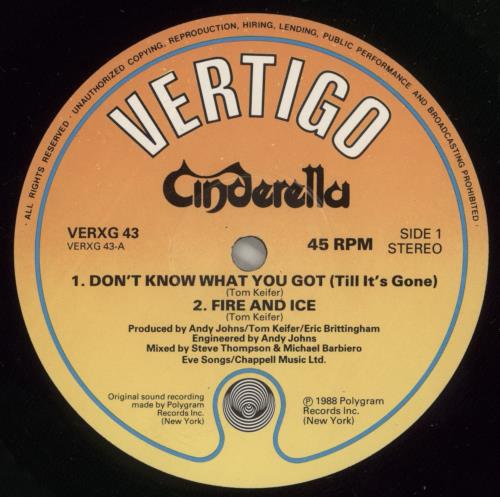 · ALL RIGHTS RESERVED · UNAUTHORIZED COPYING, REPRODUCTION, HIRING, LENDING, PUBLIC PERFORMANCE AND BROADCASTING PROHIBITED ·
VERTIGO
Cinderella
VERXG 43
VERXG 43-A
45 RPM
SIDE 1
STEREO
1. DON'T KNOW WHAT YOU GOT (Till It's Gone)
(Tom Keifer)
2. FIRE AND ICE
(Tom Keifer)
Produced by Andy Johns/Tom Keifer/Eric Brittingham
Engineered by Andy Johns
Mixed by Steve Thompson & Michael Barbiero
Eve Songs/Chappell Music Ltd.
Original sound recording
made by Polygram
Records Inc.
(New York)
℗ 1988 Polygram
Records Inc.
(New York)